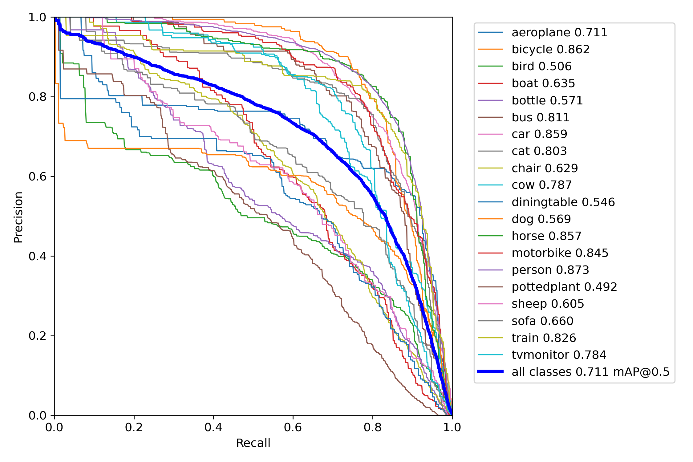 1.0
0.8
0.6
0.4
0.2
0.0
Precision
0.0 0.2 0.4 0.6 0.8 1.0
Recall
aeroplane 0.711
bicycle 0.862
bird 0.506
boat 0.635
bottle 0.571
bus 0.811
car 0.859
cat 0.803
chair 0.629
cow 0.787
diningtable 0.546
dog 0.569
horse 0.857
motorbike 0.845
person 0.873
pottedplant 0.492
sheep 0.605
sofa 0.660
train 0.826
tvmonitor 0.784
all classes 0.711 mAP@0.5